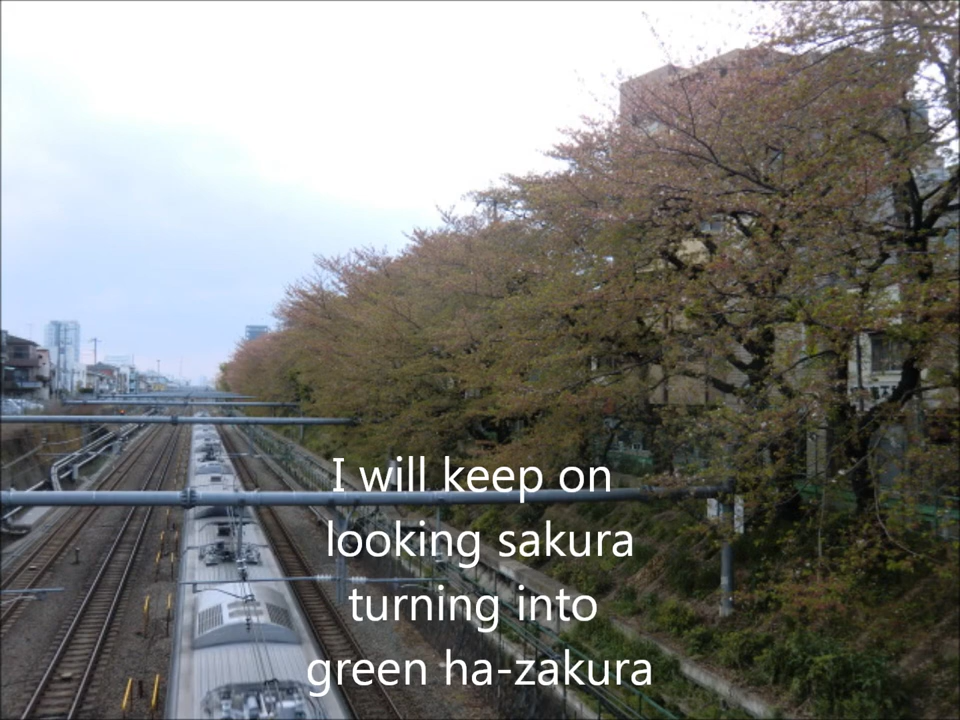 I will keep on
looking sakura
turning into
green ha-zakura